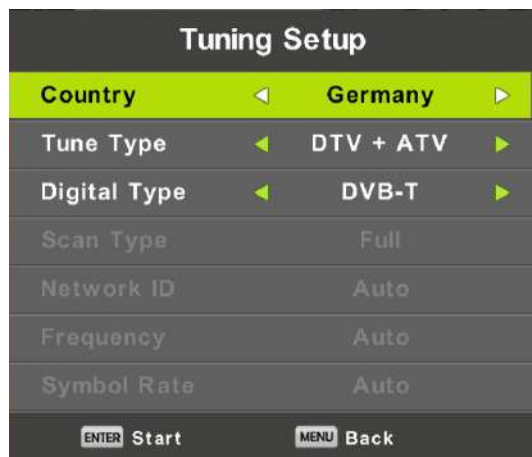 Tuning Setup
Country Germany
Tune Type DTV + ATV
Digital Type DVB-T
Scan Type Full
Network ID Auto
Frequency Auto
Symbol Rate Auto
ENTER Start MENU Back